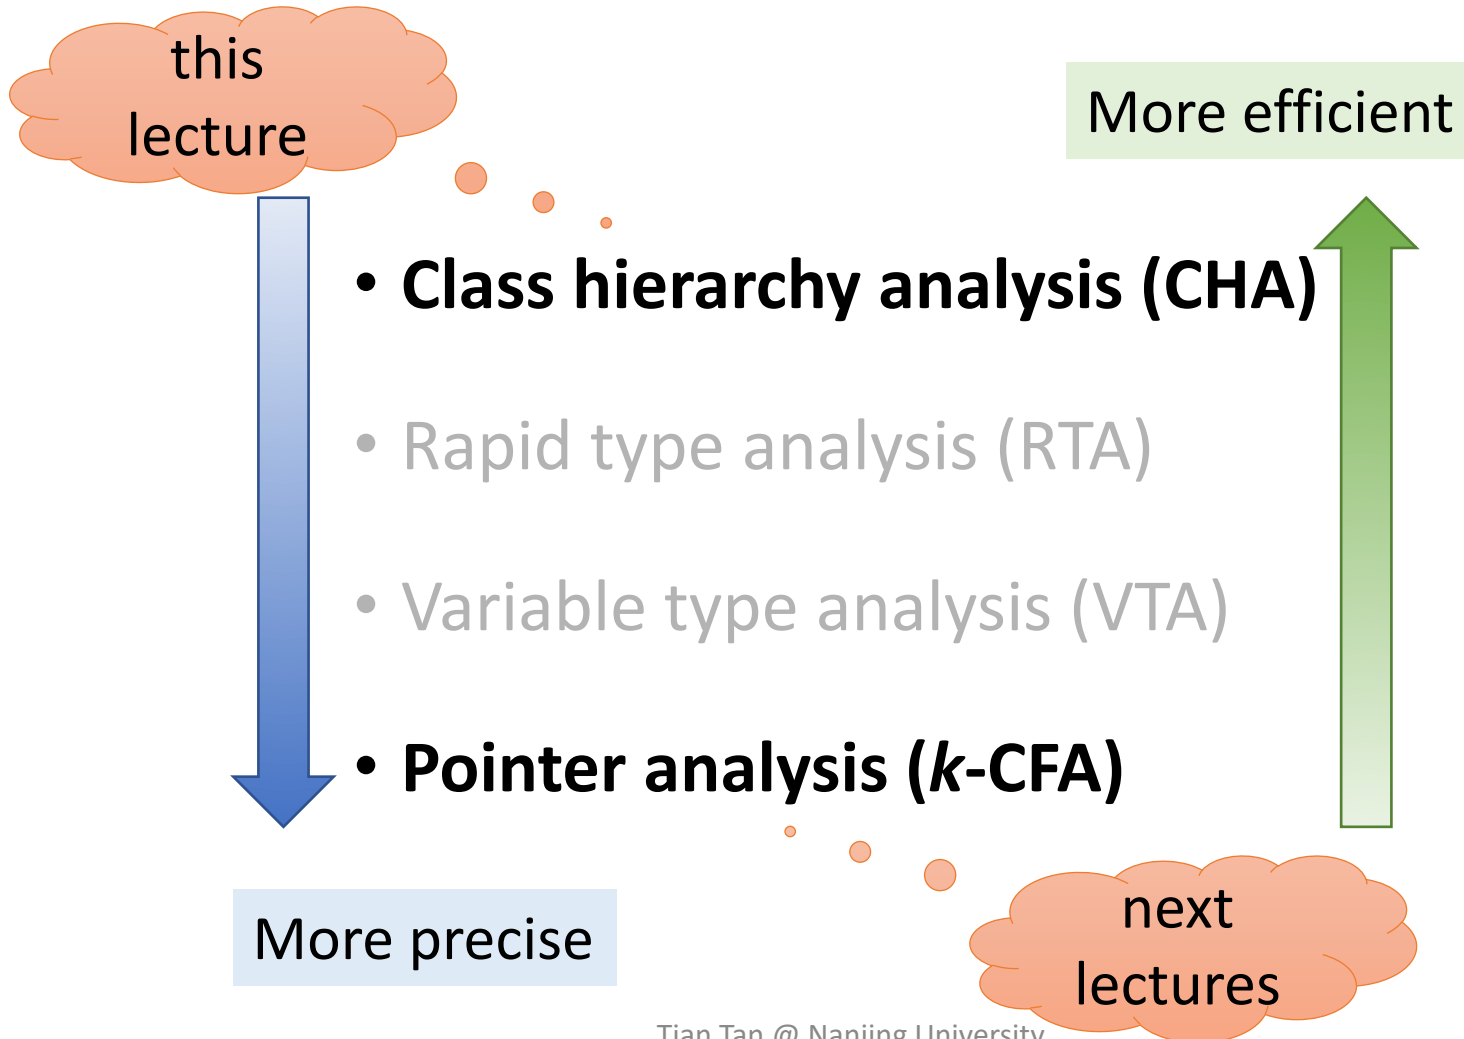 this
lecture
More efficient
• Class hierarchy analysis (CHA)
• Rapid type analysis (RTA)
• Variable type analysis (VTA)
• Pointer analysis (k-CFA)
More precise
next
lectures
Tian Tan @ Nanjing University